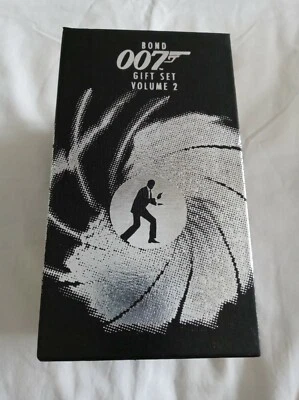 BOND
007
GIFT SET
VOLUME 2